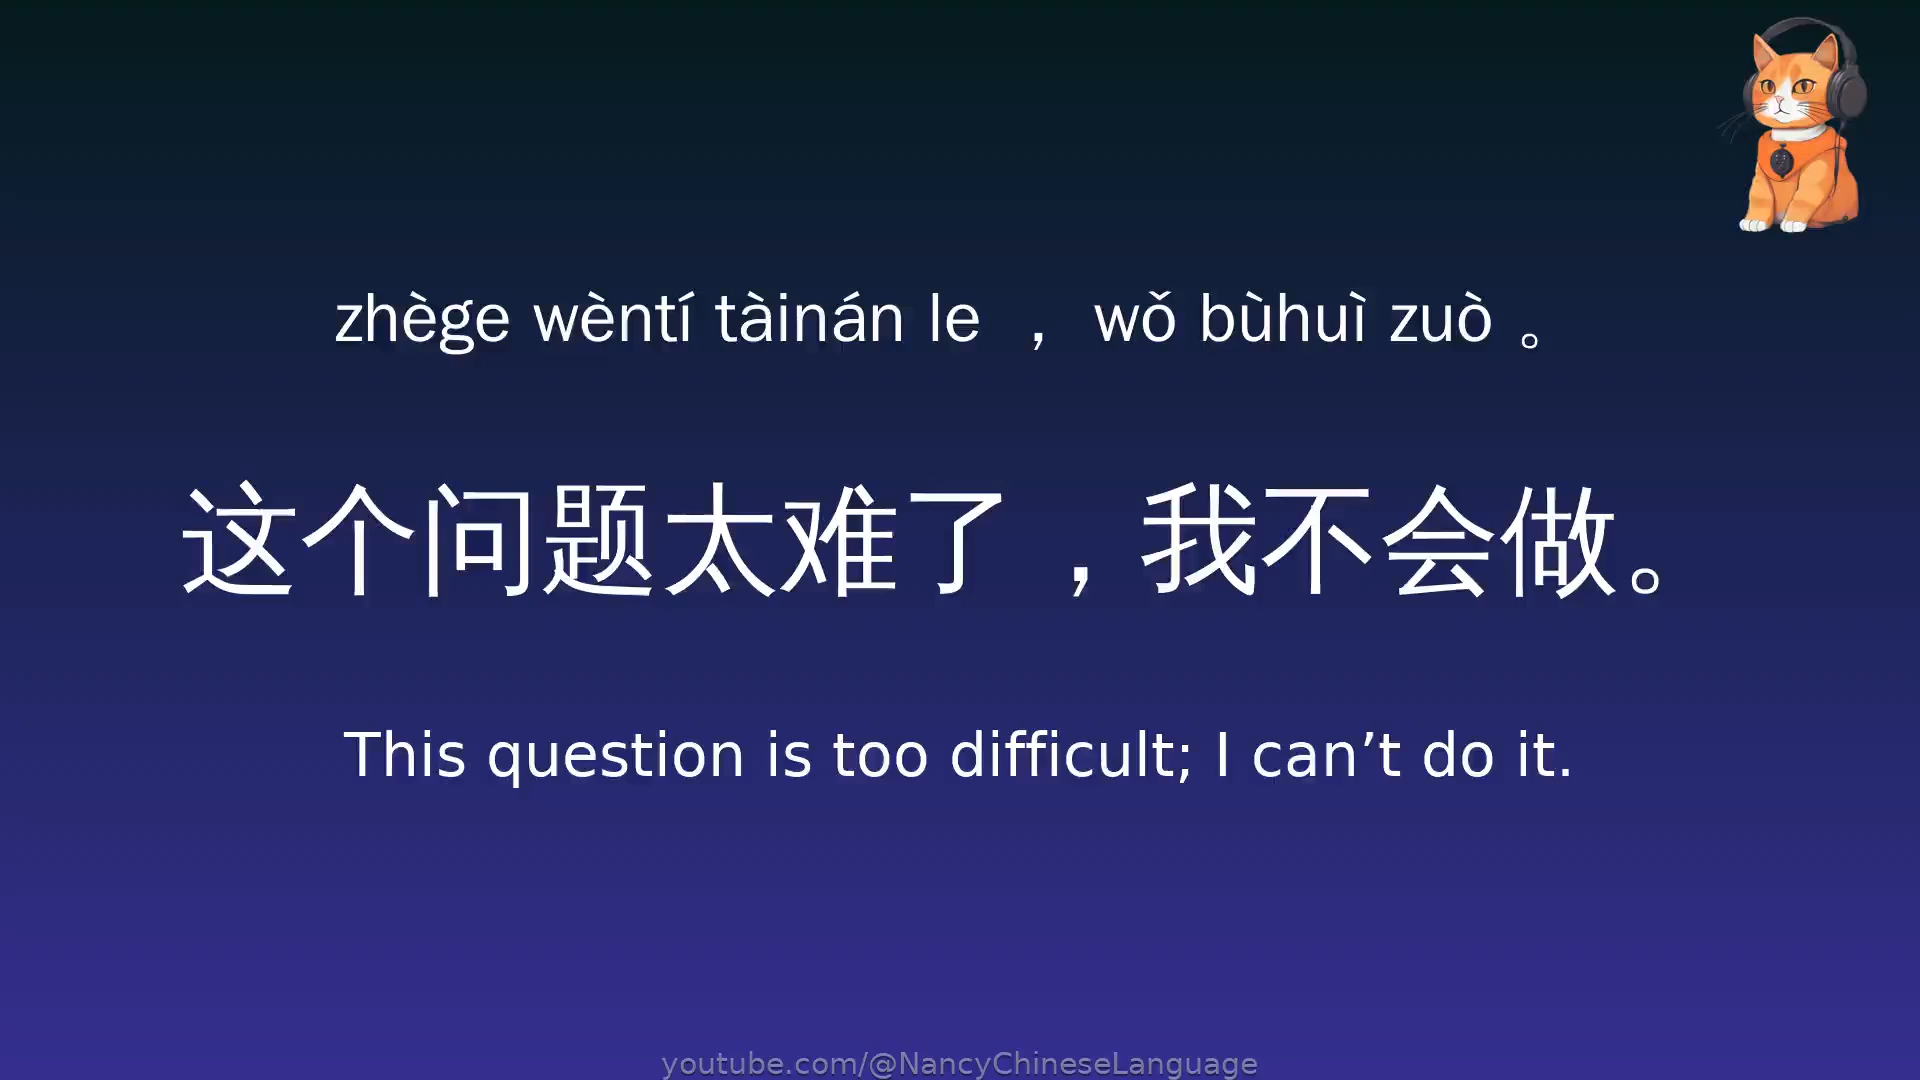 zhège wèntí tàinán le ， wǒ bùhuì zuò 。
这个问题太难了，我不会做。
This question is too difficult; I can’t do it.
youtube.com/@NancyChineseLanguage